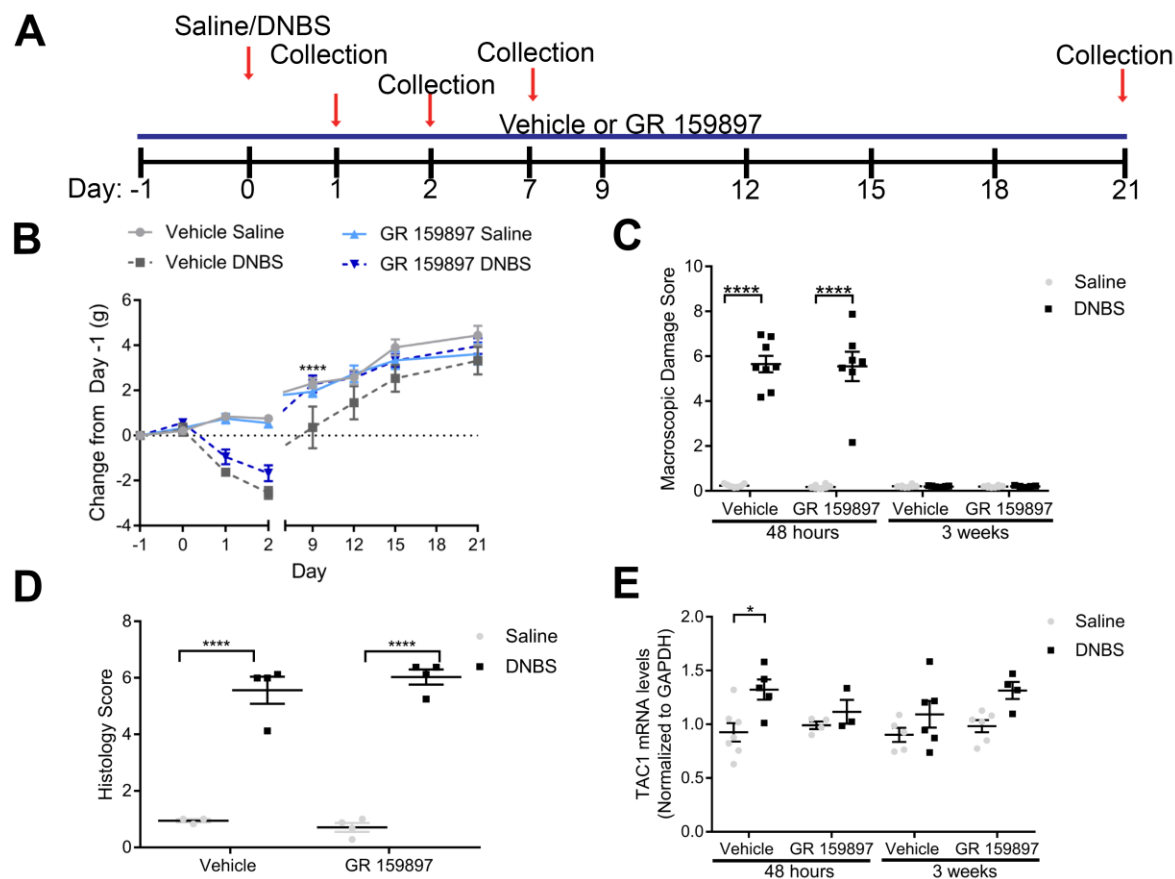 A
Saline/DNBS
Collection
Collection
Collection
Collection
Vehicle or GR 159897
Day: -1 0 1 2 7 9 12 15 18 21
B
Vehicle Saline
GR 159897 Saline
Vehicle DNBS
GR 159897 DNBS
Change from Day -1 (g)
6
4
2
0
-2
-4
****
-1 0 1 2 9 12 15 18 21
Day
C
Saline
DNBS
Macroscopic Damage Sore
10
8
6
4
2
0
**** ****
Vehicle GR 159897 Vehicle GR 159897
48 hours 3 weeks
D
Saline
DNBS
Histology Score
8
6
4
2
0
**** ****
Vehicle GR 159897
E
Saline
DNBS
TAC1 mRNA levels
(Normalized to GAPDH)
2.0
1.5
1.0
0.5
0.0
*
Vehicle GR 159897 Vehicle GR 159897
48 hours 3 weeks